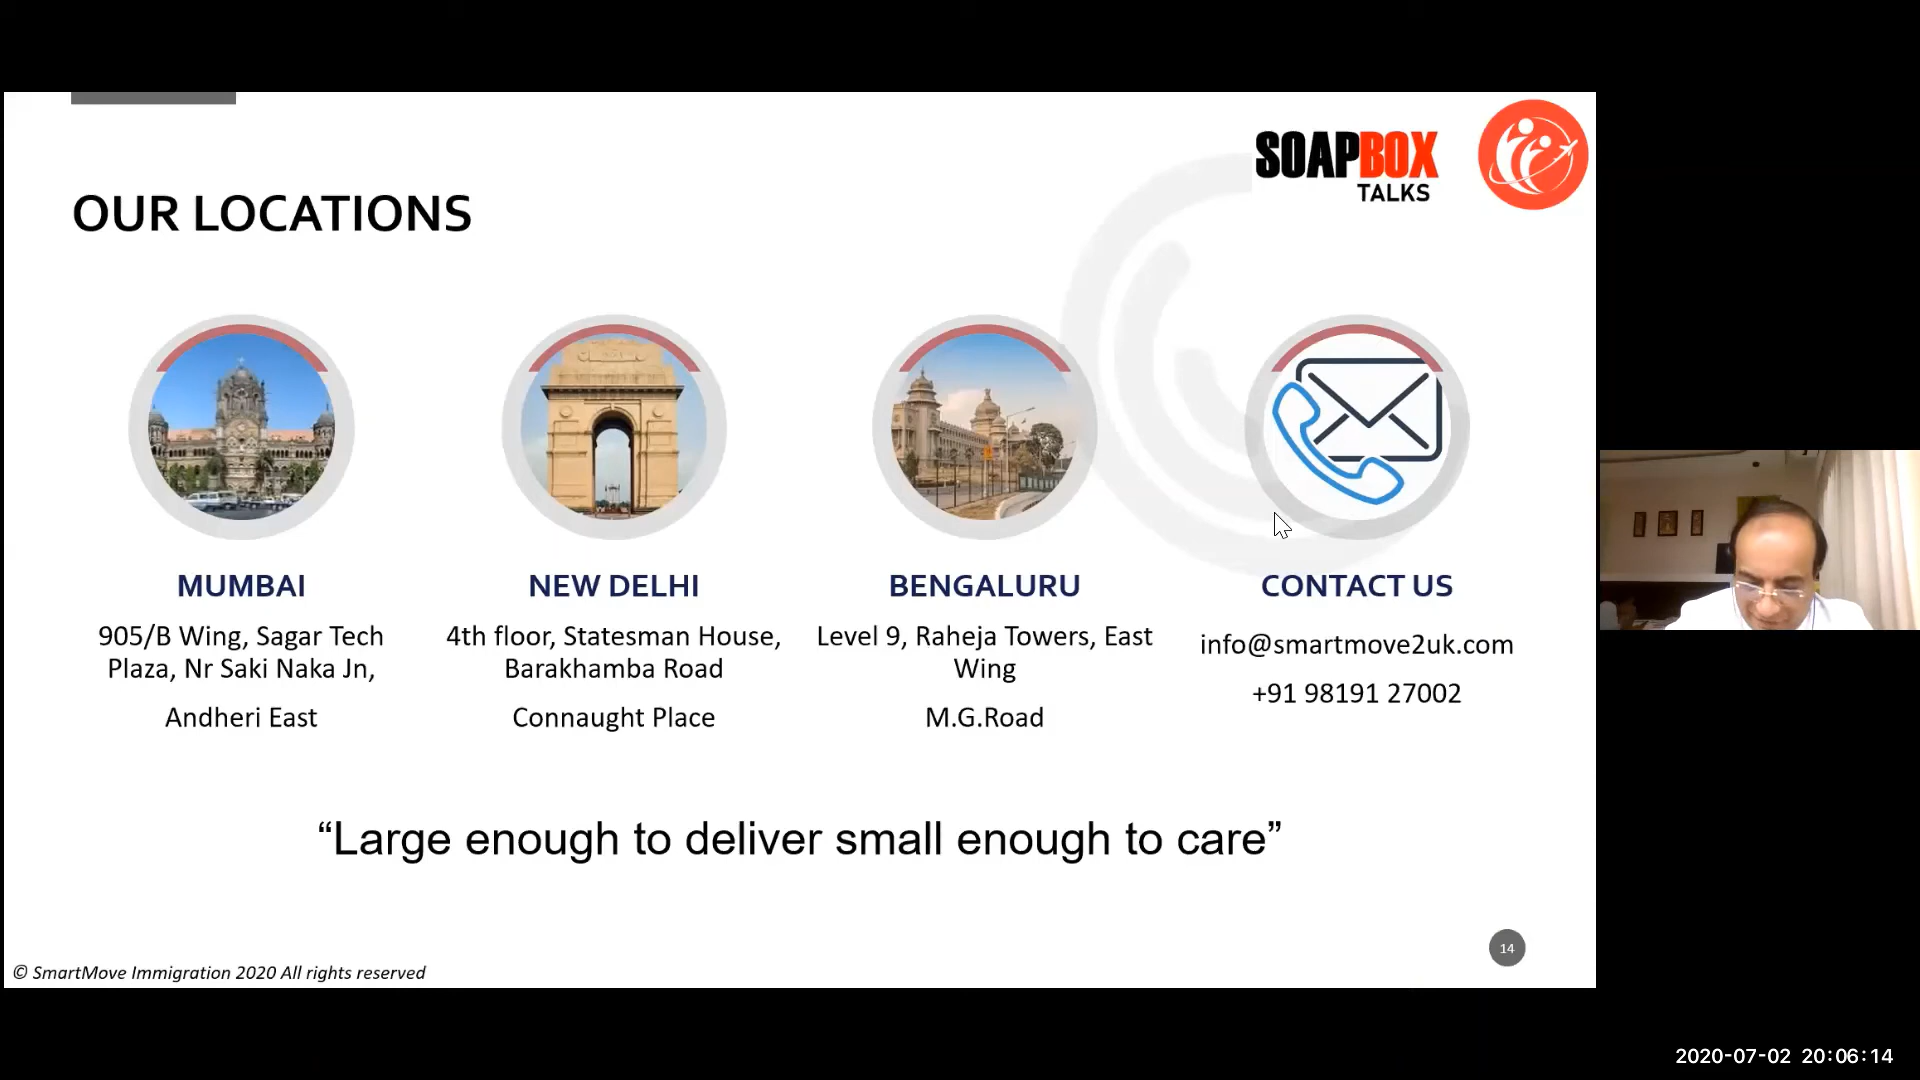 SOAPBOX
TALKS
OUR LOCATIONS
MUMBAI
905/B Wing, Sagar Tech
Plaza, Nr Saki Naka Jn,
Andheri East
NEW DELHI
4th floor, Statesman House,
Barakhamba Road
Connaught Place
BENGALURU
Level 9, Raheja Towers, East
Wing
M.G.Road
CONTACT US
info@smartmove2uk.com
+91 98191 27002
“Large enough to deliver small enough to care”
14
© SmartMove Immigration 2020 All rights reserved
2020-07-02 20:06:14